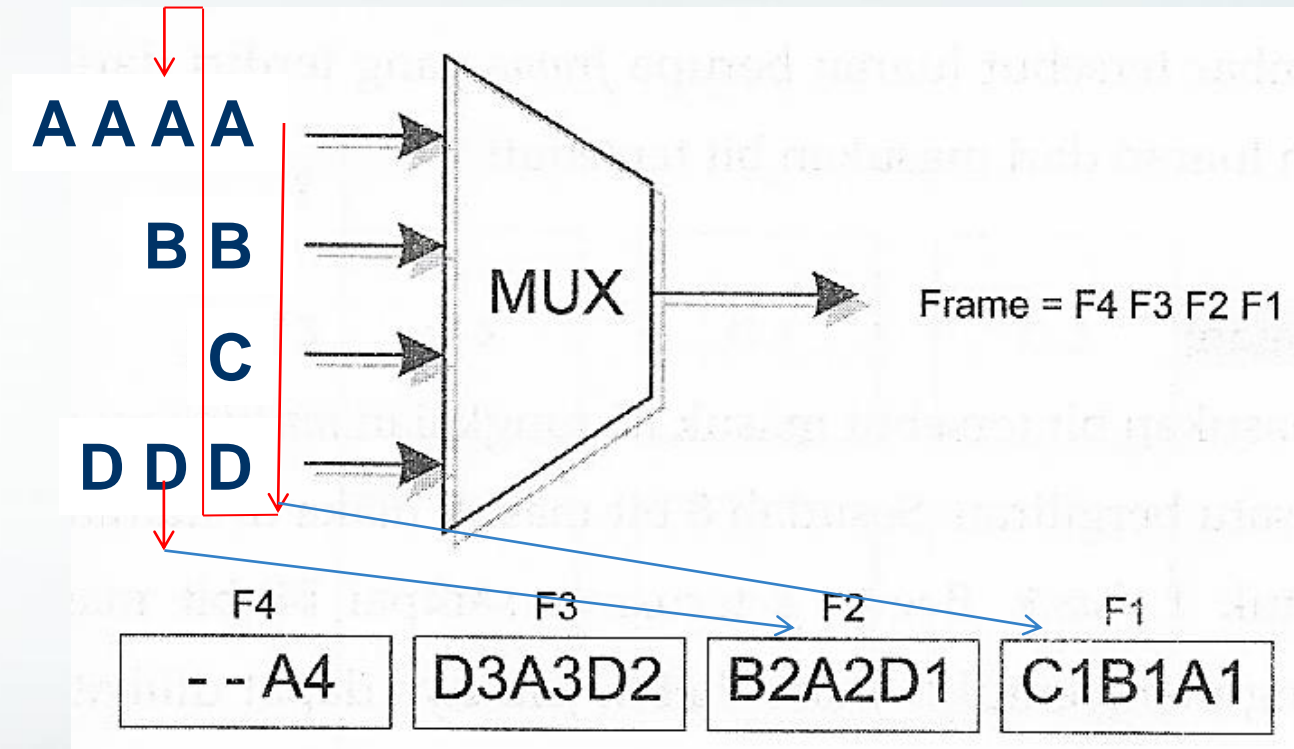 A A A A
B B
C
D D D
MUX
Frame = F4 F3 F2 F1
F4 F3 F2 F1
- - A4 D3A3D2 B2A2D1 C1B1A1